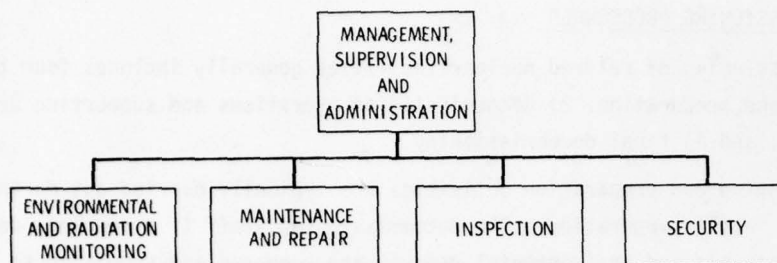 MANAGEMENT,
SUPERVISION
AND
ADMINISTRATION
ENVIRONMENTAL
AND RADIATION
MONITORING
MAINTENANCE
AND REPAIR
INSPECTION
SECURITY